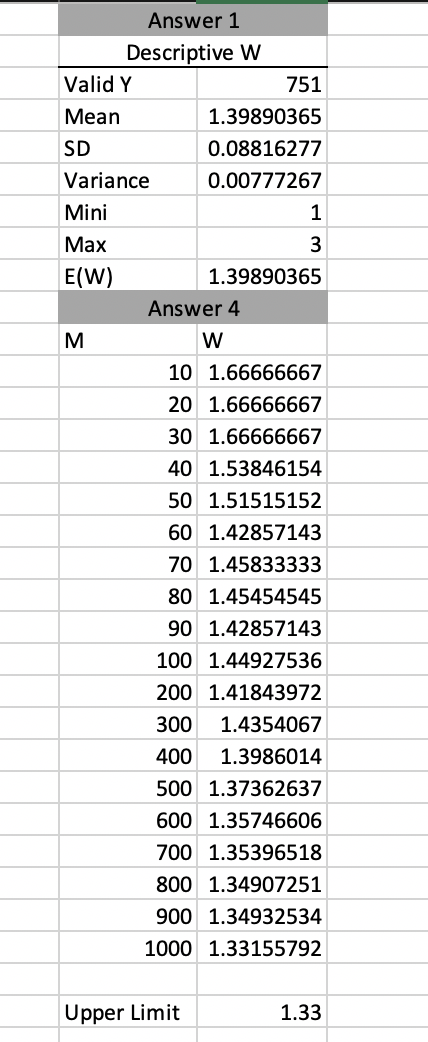 Answer 1
Descriptive W
Valid Y 751
Mean 1.39890365
SD 0.08816277
Variance 0.00777267
Mini 1
Max 3
E(W) 1.39890365
Answer 4
M W
10 1.66666667
20 1.66666667
30 1.66666667
40 1.53846154
50 1.51515152
60 1.42857143
70 1.45833333
80 1.45454545
90 1.42857143
100 1.44927536
200 1.41843972
300 1.4354067
400 1.3986014
500 1.37362637
600 1.35746606
700 1.35396518
800 1.34907251
900 1.34932534
1000 1.33155792
Upper Limit 1.33